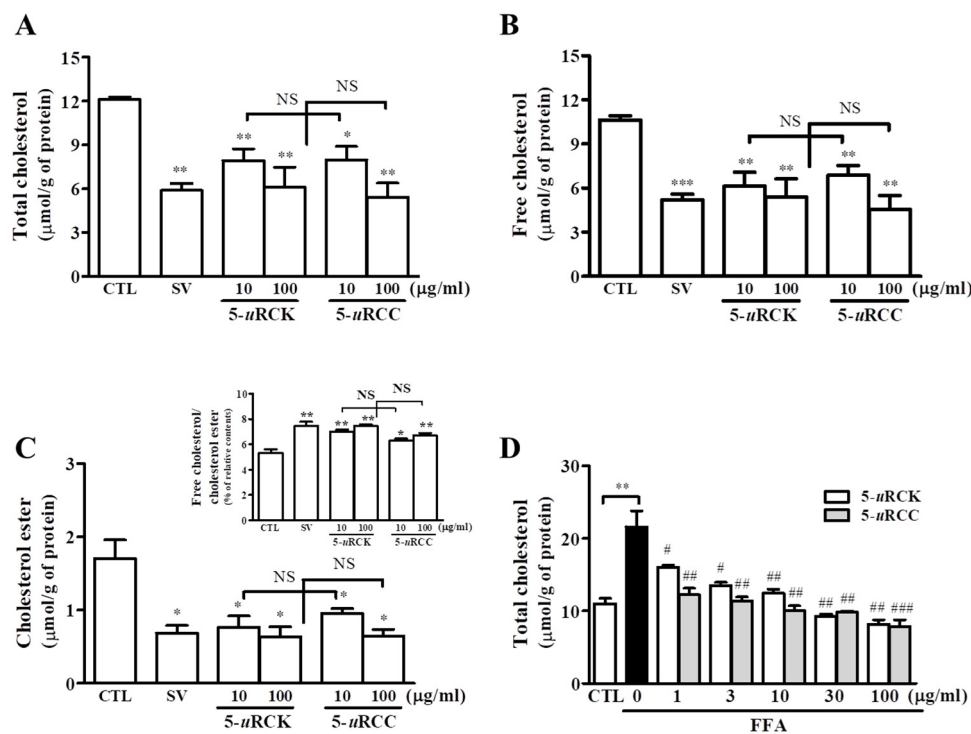 A
Total cholesterol
(μmol/g of protein)
15
12
9
6
3
0
NS
NS
**
**
**
*
**
CTL SV 10 100 10 100 (μg/ml)
5-uRCK 5-uRCC
B
Free cholesterol
(μmol/g of protein)
15
12
9
6
3
0
NS
NS
***
**
**
**
**
CTL SV 10 100 10 100 (μg/ml)
5-uRCK 5-uRCC
C
Cholesterol ester
(μmol/g of protein)
3
2
1
0
NS
NS
*
*
*
*
*
CTL SV 10 100 10 100 (μg/ml)
5-uRCK 5-uRCC
Free cholesterol/
cholesterol ester
(% of relative contents)
10
8
6
4
2
0
NS
NS
**
**
**
*
**
CTL SV 10 100 10 100 (μg/ml)
5-uRCK 5-uRCC
D
Total cholesterol
(μmol/g of protein)
30
20
10
0
5-uRCK
5-uRCC
**
# ## # ## ## ## ## ## ## ###
CTL 0 1 3 10 30 100 (μg/ml)
FFA